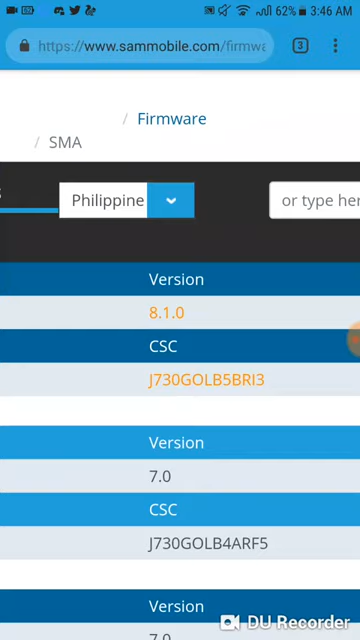 62% 3:46 AM
https://www.sammobile.com/firmwa
3
/ Firmware
/ SMA
Philippine
or type her
Version
8.1.0
CSC
J730GOLB5BRI3
Version
7.0
CSC
J730GOLB4ARF5
Version
7.0
DU Recorder